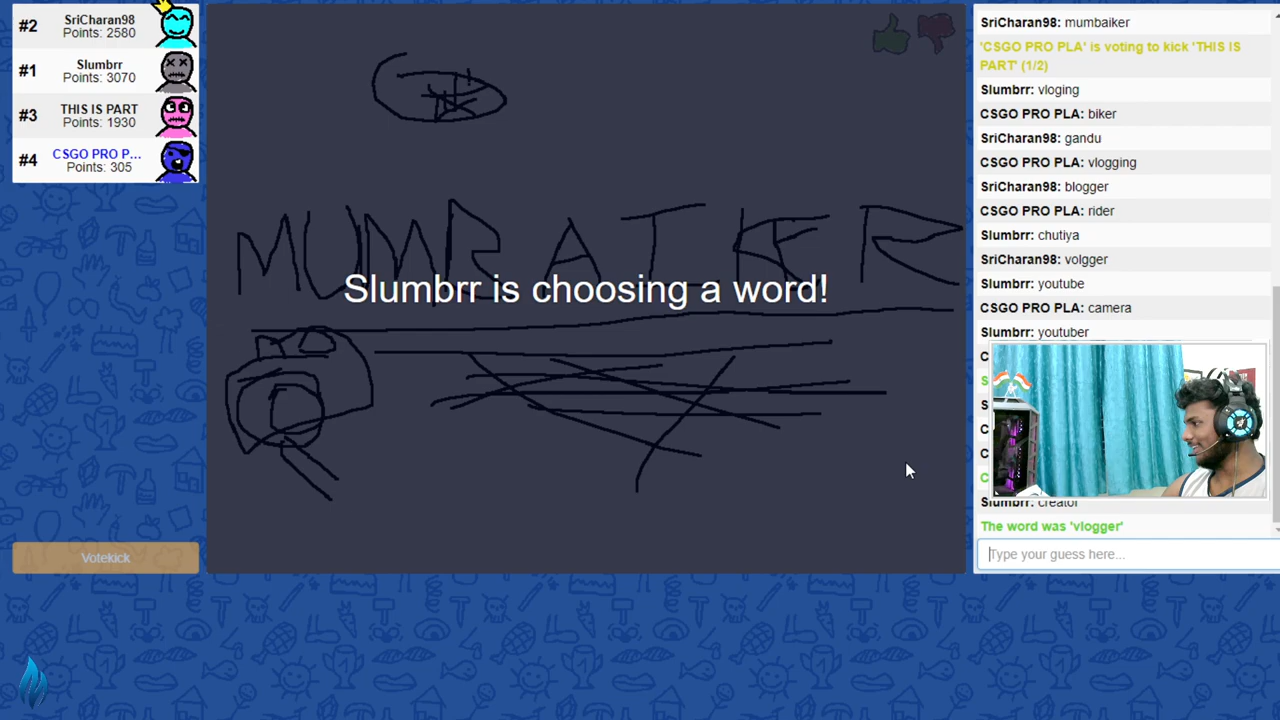 #2
SriCharan98
Points: 2580
#1
Slumbrr
Points: 3070
#3
THIS IS PART
Points: 1930
#4
CSGO PRO P...
Points: 305
Votekick
MUMBAIKER
Slumbrr is choosing a word!
SriCharan98: mumbaiker
'CSGO PRO PLA' is voting to kick 'THIS IS
PART' (1/2)
Slumbrr: vloging
CSGO PRO PLA: biker
SriCharan98: gandu
CSGO PRO PLA: vlogging
SriCharan98: blogger
CSGO PRO PLA: rider
Slumbrr: chutiya
SriCharan98: volgger
Slumbrr: youtube
CSGO PRO PLA: camera
Slumbrr: youtuber
Slumbrr: creator
The word was 'vlogger'
Type your guess here...